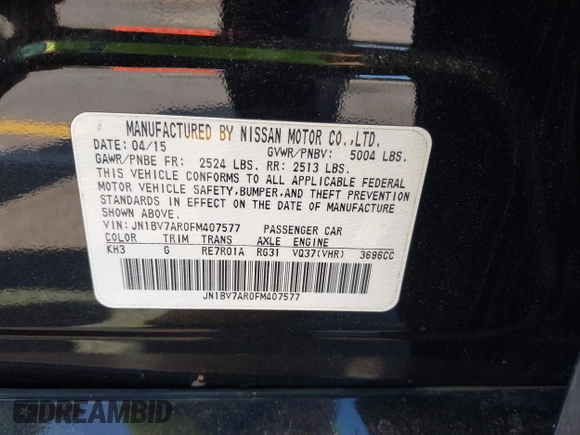 MANUFACTURED BY NISSAN MOTOR CO.,LTD.
DATE: 04/15 GVWR/PNBV: 5004 LBS.
GAWR/PNBE FR: 2524 LBS. RR: 2513 LBS.
THIS VEHICLE CONFORMS TO ALL APPLICABLE FEDERAL
MOTOR VEHICLE SAFETY,BUMPER,AND THEFT PREVENTION
STANDARDS IN EFFECT ON THE DATE OF MANUFACTURE
SHOWN ABOVE.
VIN: JN1BV7AR0FM407577 PASSENGER CAR
COLOR TRIM TRANS AXLE ENGINE
KH3 G RE7R01A RG31 VQ37(VHR) 3696CC
JN1BV7AR0FM407577
DREAMBID